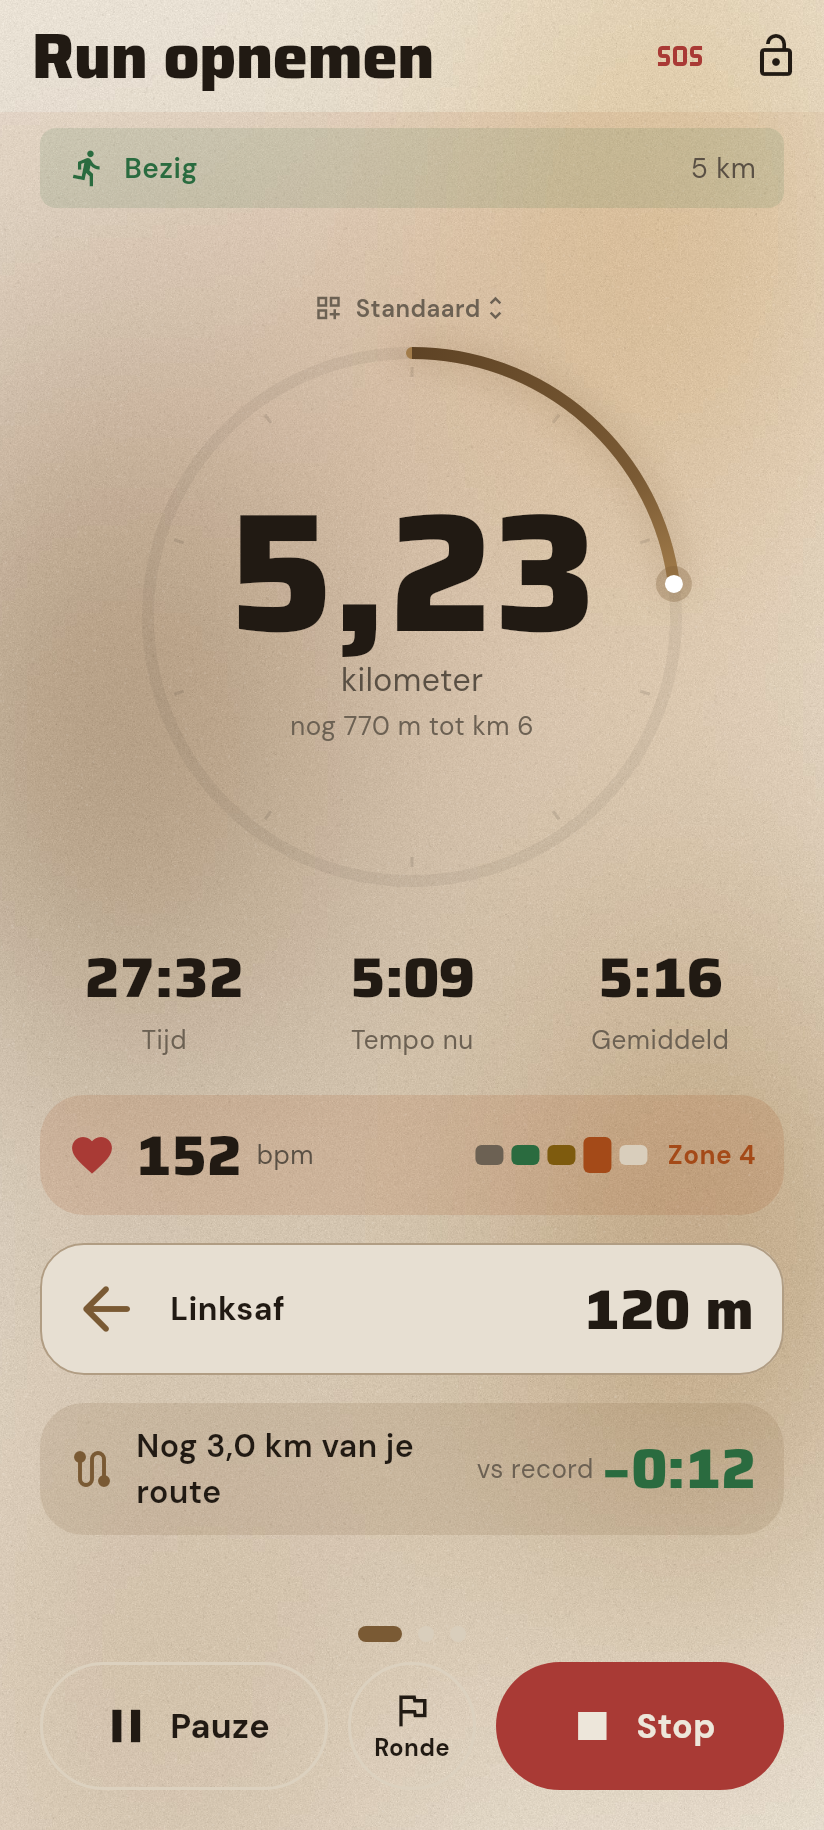 Run opnemen
SOS
Bezig
5 km
Standaard
5,23
kilometer
nog 770 m tot km 6
27:32
5:09
5:16
Tijd
Tempo nu
Gemiddeld
152 bpm
Zone 4
Linksaf
120 m
Nog 3,0 km van je
route
vs record -0:12
Pauze
Ronde
Stop